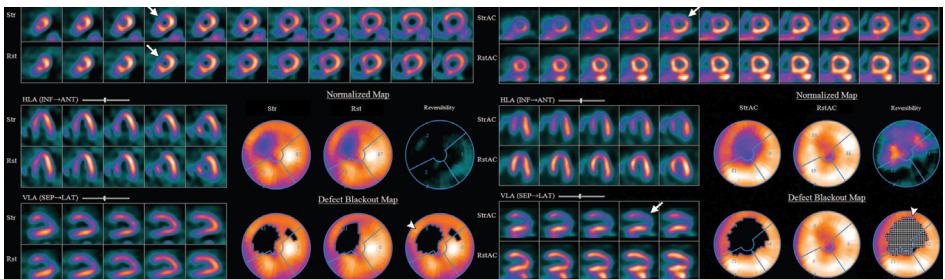 Str
Rst
HLA (INF→ANT)
Str
Rst
VLA (SEP→LAT)
Str
Rst
Normalized Map
Str Rst Reversibility
Defect Blackout Map
StrAC
RstAC
HLA (INF→ANT)
StrAC
RstAC
VLA (SEP→LAT)
StrAC
RstAC
Normalized Map
StrAC RstAC Reversibility
Defect Blackout Map